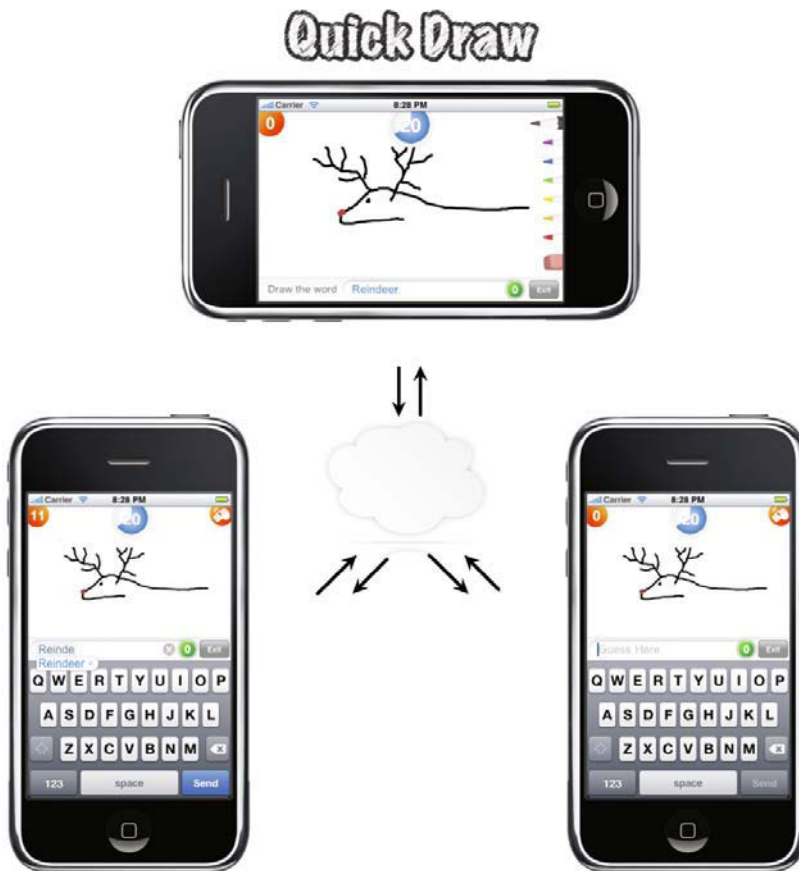 Quick Draw
Carrier 8:28 PM
0 20
Draw the word Reindeer 0 Exit
Carrier 8:28 PM
11 20
Reinde 0 Exit
Reindeer ×
Q W E R T Y U I O P
A S D F G H J K L
Z X C V B N M
123 space Send
Carrier 8:28 PM
0 20
Guess Here 0 Exit
Q W E R T Y U I O P
A S D F G H J K L
Z X C V B N M
123 space Send